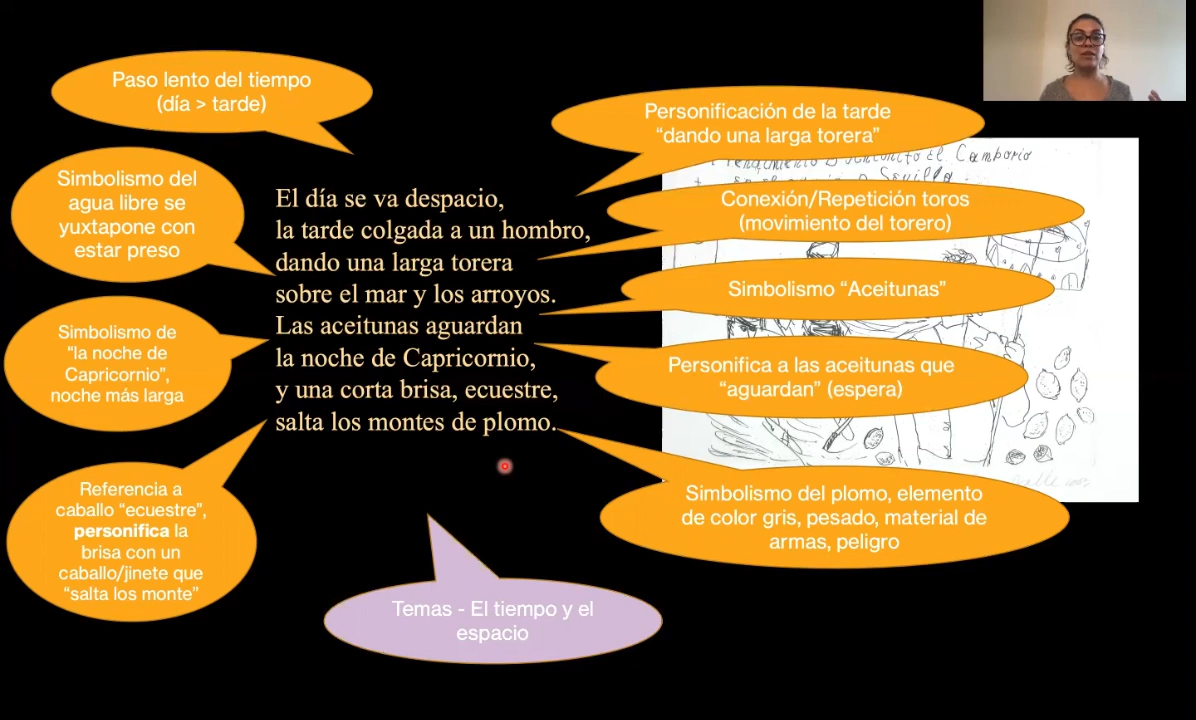 Paso lento del tiempo
(día > tarde)
Simbolismo del
agua libre se
yuxtapone con
estar preso
Simbolismo de
“la noche de
Capricornio”,
noche más larga
Referencia a
caballo “ecuestre”,
personifica la
brisa con un
caballo/jinete que
“salta los monte”
El día se va despacio,
la tarde colgada a un hombro,
dando una larga torera
sobre el mar y los arroyos.
Las aceitunas aguardan
la noche de Capricornio,
y una corta brisa, ecuestre,
salta los montes de plomo.
Temas - El tiempo y el
espacio
Personificación de la tarde
“dando una larga torera”
El Camborio
Sevilla
Conexión/Repetición toros
(movimiento del torero)
Simbolismo “Aceitunas”
Personifica a las aceitunas que
“aguardan” (espera)
Simbolismo del plomo, elemento
de color gris, pesado, material de
armas, peligro